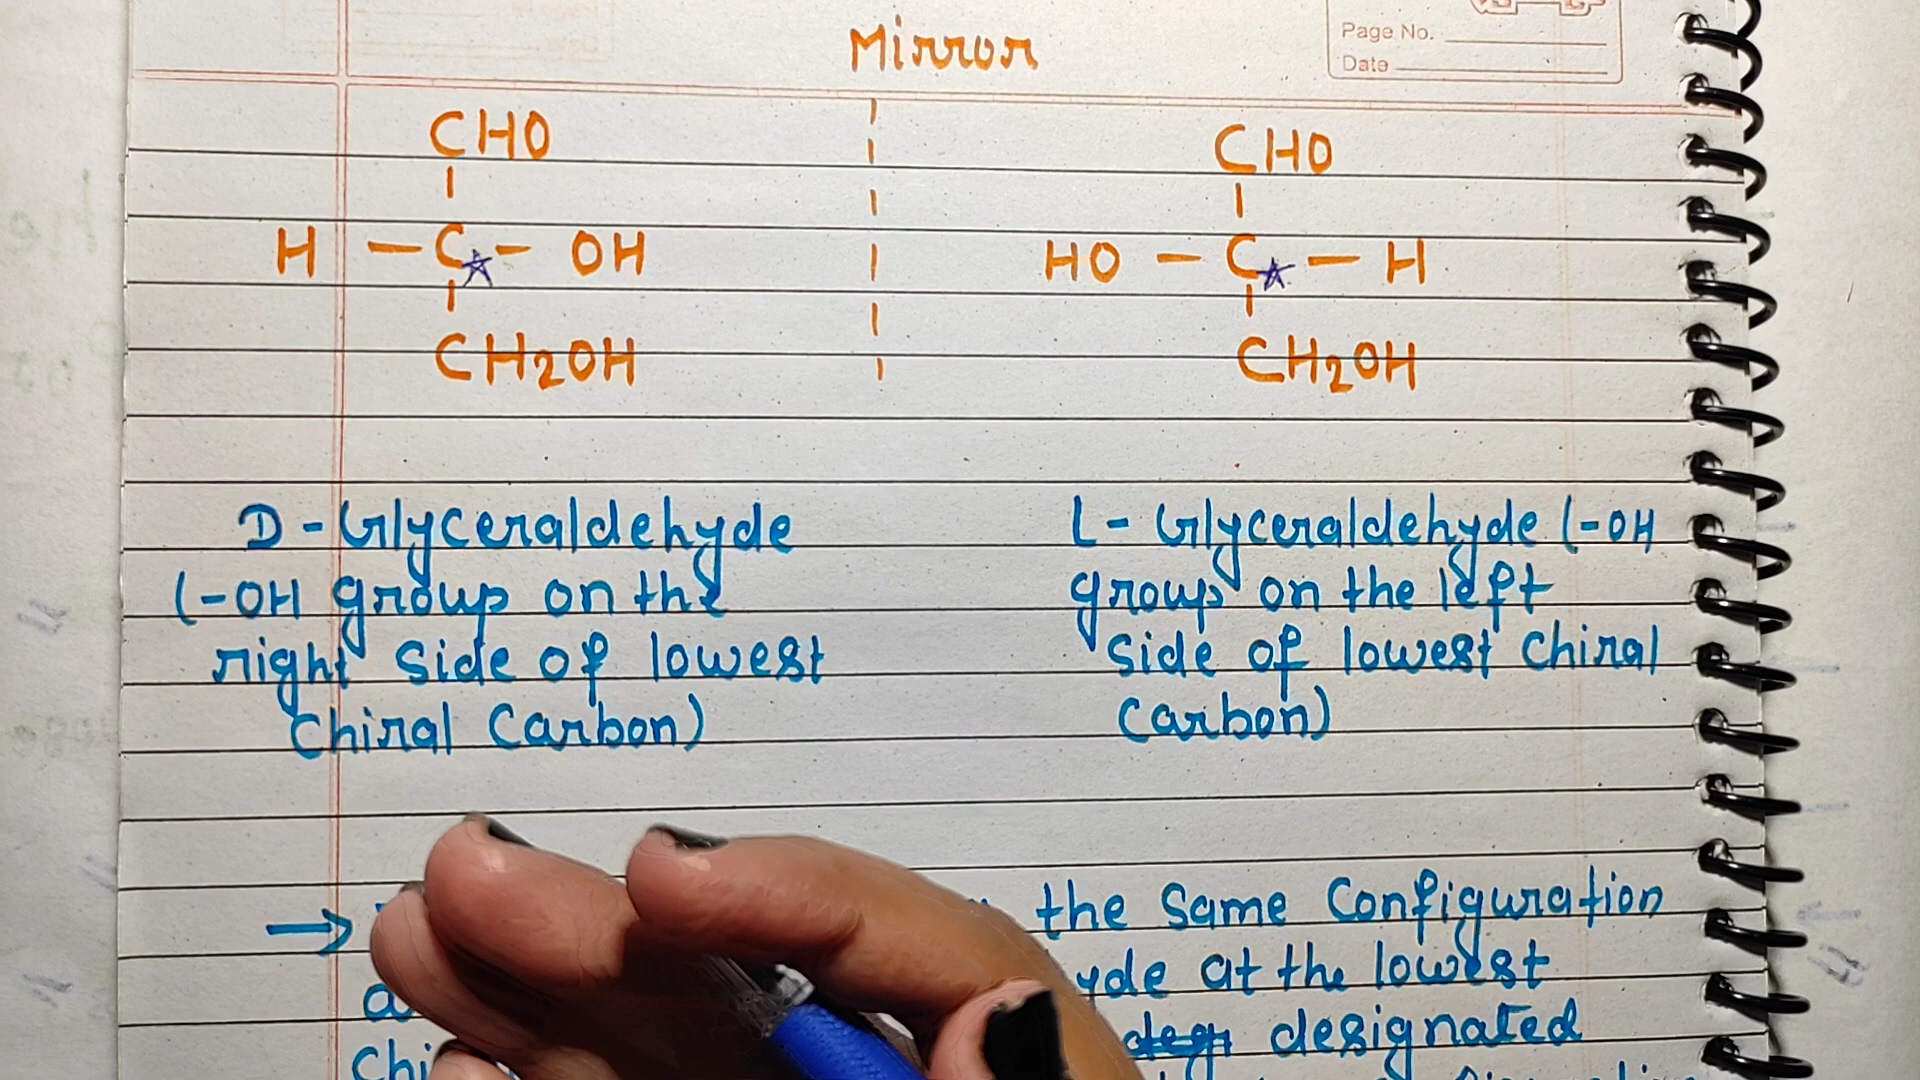 Page No.
Date
Mirror
CHO
H - C - OH
CH2OH
CHO
HO - C - H
CH2OH
D - Glyceraldehyde
(-OH group on the
right side of lowest
Chiral Carbon)
L - Glyceraldehyde (-OH
group on the left
side of lowest Chiral
Carbon)
→ the Same Configuration
at the lowest
designated